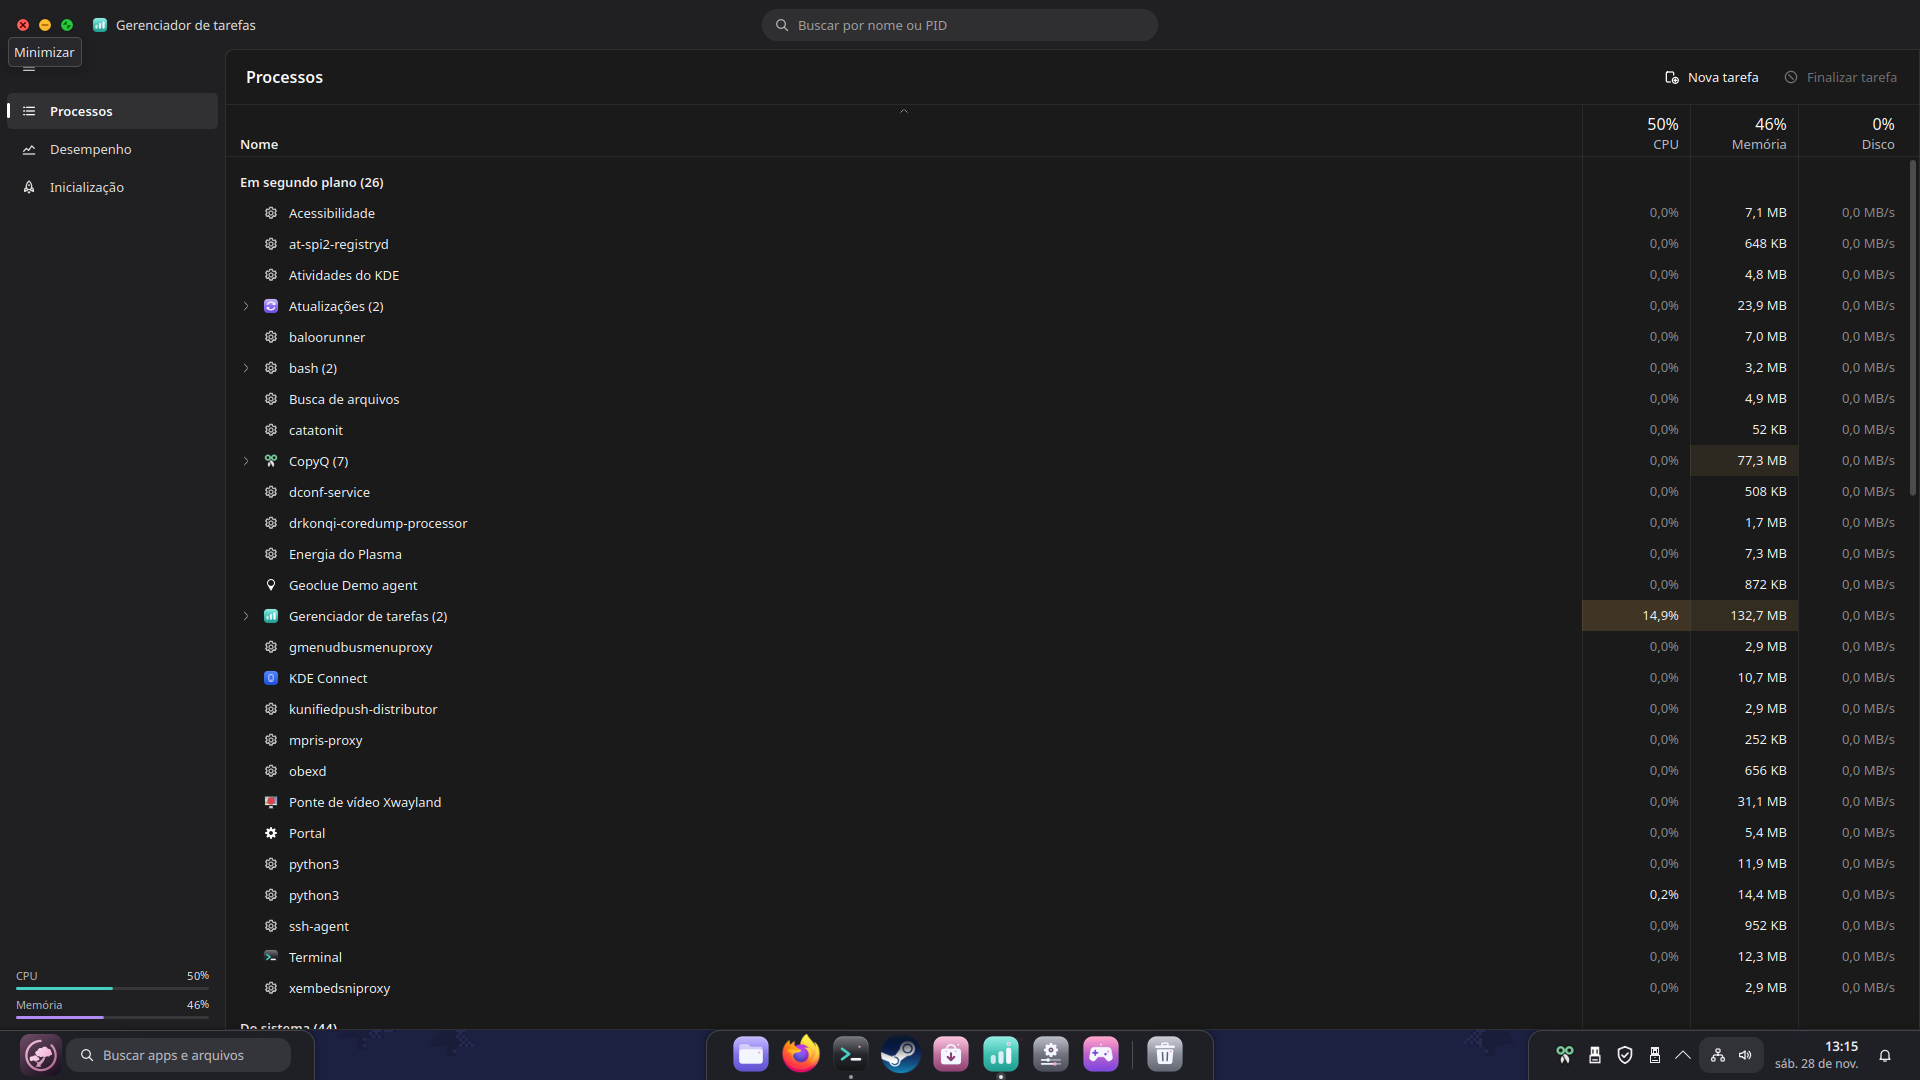 Gerenciador de tarefas
Buscar por nome ou PID
Minimizar
Processos
Desempenho
Inicialização
Processos
Nova tarefa
Finalizar tarefa
50%
46%
0%
Nome
CPU
Memória
Disco
Em segundo plano (26)
Acessibilidade 0,0% 7,1 MB 0,0 MB/s
at-spi2-registryd 0,0% 648 KB 0,0 MB/s
Atividades do KDE 0,0% 4,8 MB 0,0 MB/s
Atualizações (2) 0,0% 23,9 MB 0,0 MB/s
baloorunner 0,0% 7,0 MB 0,0 MB/s
bash (2) 0,0% 3,2 MB 0,0 MB/s
Busca de arquivos 0,0% 4,9 MB 0,0 MB/s
catatonit 0,0% 52 KB 0,0 MB/s
CopyQ (7) 0,0% 77,3 MB 0,0 MB/s
dconf-service 0,0% 508 KB 0,0 MB/s
drkonqi-coredump-processor 0,0% 1,7 MB 0,0 MB/s
Energia do Plasma 0,0% 7,3 MB 0,0 MB/s
Geoclue Demo agent 0,0% 872 KB 0,0 MB/s
Gerenciador de tarefas (2) 14,9% 132,7 MB 0,0 MB/s
gmenudbusmenuproxy 0,0% 2,9 MB 0,0 MB/s
KDE Connect 0,0% 10,7 MB 0,0 MB/s
kunifiedpush-distributor 0,0% 2,9 MB 0,0 MB/s
mpris-proxy 0,0% 252 KB 0,0 MB/s
obexd 0,0% 656 KB 0,0 MB/s
Ponte de vídeo Xwayland 0,0% 31,1 MB 0,0 MB/s
Portal 0,0% 5,4 MB 0,0 MB/s
python3 0,0% 11,9 MB 0,0 MB/s
python3 0,2% 14,4 MB 0,0 MB/s
ssh-agent 0,0% 952 KB 0,0 MB/s
Terminal 0,0% 12,3 MB 0,0 MB/s
xembedsniproxy 0,0% 2,9 MB 0,0 MB/s
Do sistema (44)
CPU 50%
Memória 46%
Buscar apps e arquivos
13:15
sáb. 28 de nov.